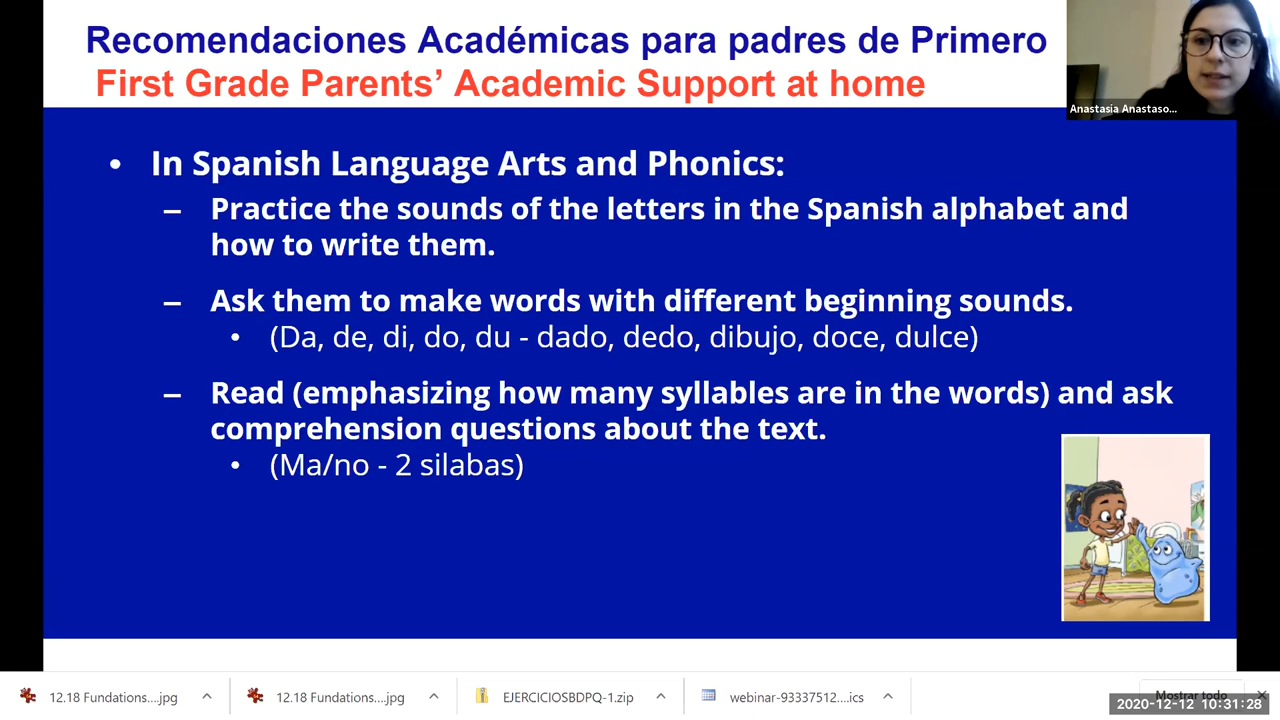 Recomendaciones Académicas para padres de Primero
First Grade Parents’ Academic Support at home
Anastasia Anastaso...
• In Spanish Language Arts and Phonics:
– Practice the sounds of the letters in the Spanish alphabet and
how to write them.
– Ask them to make words with different beginning sounds.
• (Da, de, di, do, du - dado, dedo, dibujo, doce, dulce)
– Read (emphasizing how many syllables are in the words) and ask
comprehension questions about the text.
• (Ma/no - 2 silabas)
12.18 Fundations....jpg
12.18 Fundations....jpg
EJERCICIOSBDPQ-1.zip
webinar-93337512....ics
Mostrar todo
2020-12-12 10:31:28